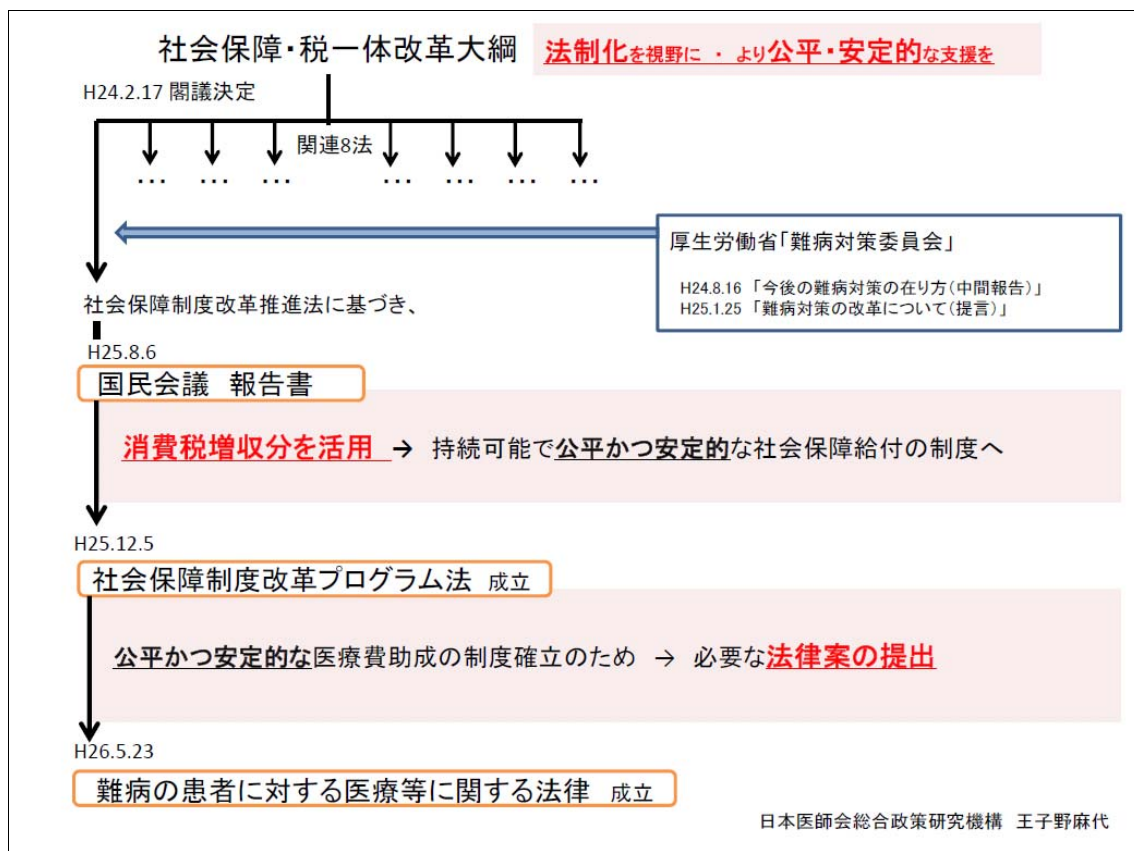 社会保障・税一体改革大綱
法制化を視野に ・ より公平・安定的な支援を
H24.2.17 閣議決定
関連8法
… … … … … … …
厚生労働省「難病対策委員会」
H24.8.16 「今後の難病対策の在り方(中間報告)」
H25.1.25 「難病対策の改革について(提言)」
社会保障制度改革推進法に基づき、
H25.8.6
国民会議 報告書
消費税増収分を活用 → 持続可能で公平かつ安定的な社会保障給付の制度へ
H25.12.5
社会保障制度改革プログラム法 成立
公平かつ安定的な医療費助成の制度確立のため → 必要な法律案の提出
H26.5.23
難病の患者に対する医療等に関する法律 成立
日本医師会総合政策研究機構 王子野麻代